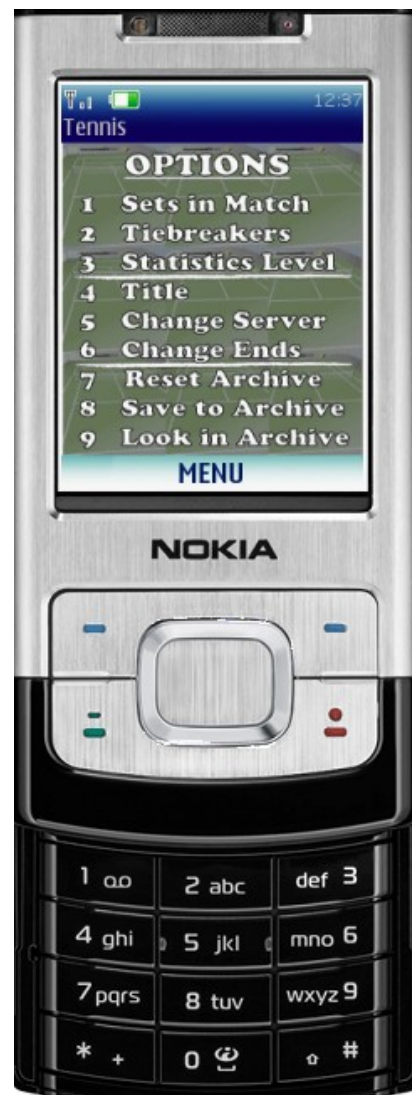 12:37
Tennis
OPTIONS
1 Sets in Match
2 Tiebreakers
3 Statistics Level
4 Title
5 Change Server
6 Change Ends
7 Reset Archive
8 Save to Archive
9 Look in Archive
MENU
NOKIA
1 2 abc def 3
4 ghi 5 jkl mno 6
7 pqrs 8 tuv wxyz 9
* + 0 #